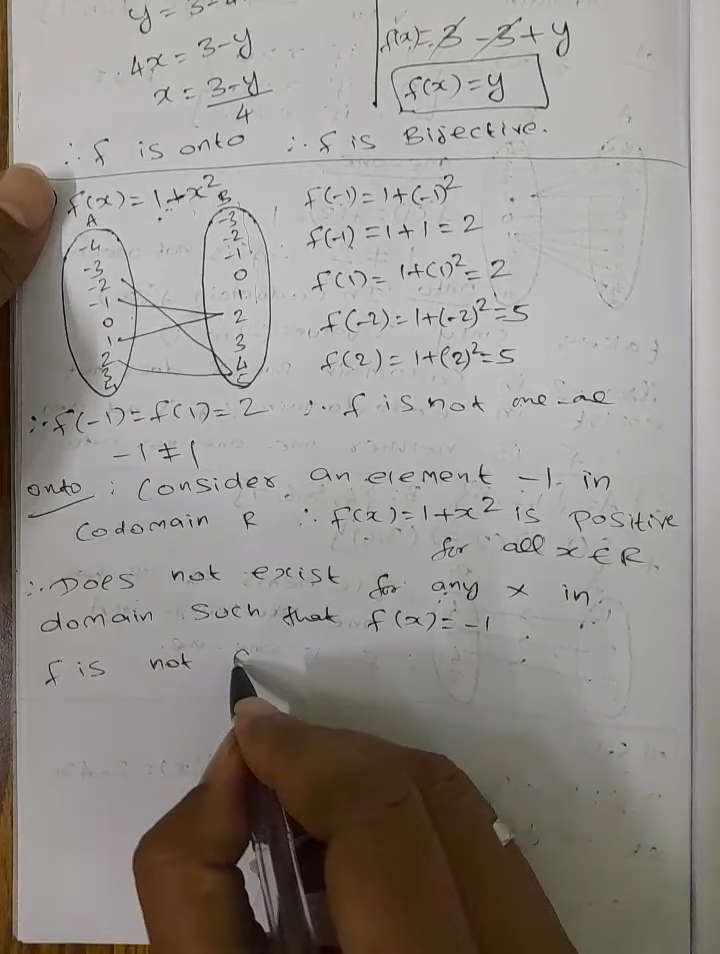 4x = 3-y
x = 3-y/4
f(x) = 3 - 3 + y
f(x) = y
∴ f is onto ∴ f is Bijective.
f(x) = 1+x²
A
-4
-3
-2
-1
0
1
2
3
B
-3
-2
-1
0
1
2
3
4
5
f(-1) = 1+(-1)²
f(-1) = 1+1 = 2
f(1) = 1+(1)² = 2
f(-2) = 1+(-2)² = 5
f(2) = 1+(2)² = 5
∴ f(-1) = f(1) = 2 ∴ f is not one-one
-1 ≠ 1
onto : Consider an element -1 in
Codomain R ∴ f(x) = 1+x² is Positive
for all x ∈ R.
∴ Does not exist for any x in
domain such that f(x) = -1
f is not